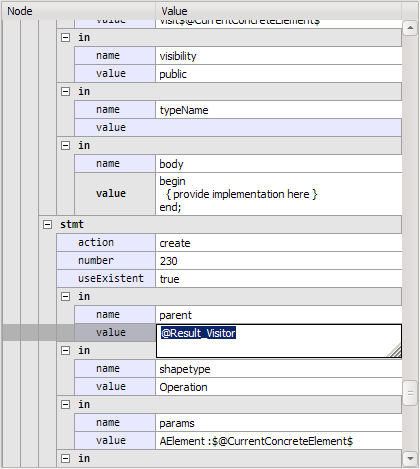 Node Value
visit$@CurrentConcreteElement$
in
name visibility
value public
in
name typeName
value
in
name body
value begin
{ provide implementation here }
end;
stmt
action create
number 230
useExistent true
in
name parent
value @Result_Visitor
in
name shapetype
value Operation
in
name params
value AElement :$@CurrentConcreteElement$
in